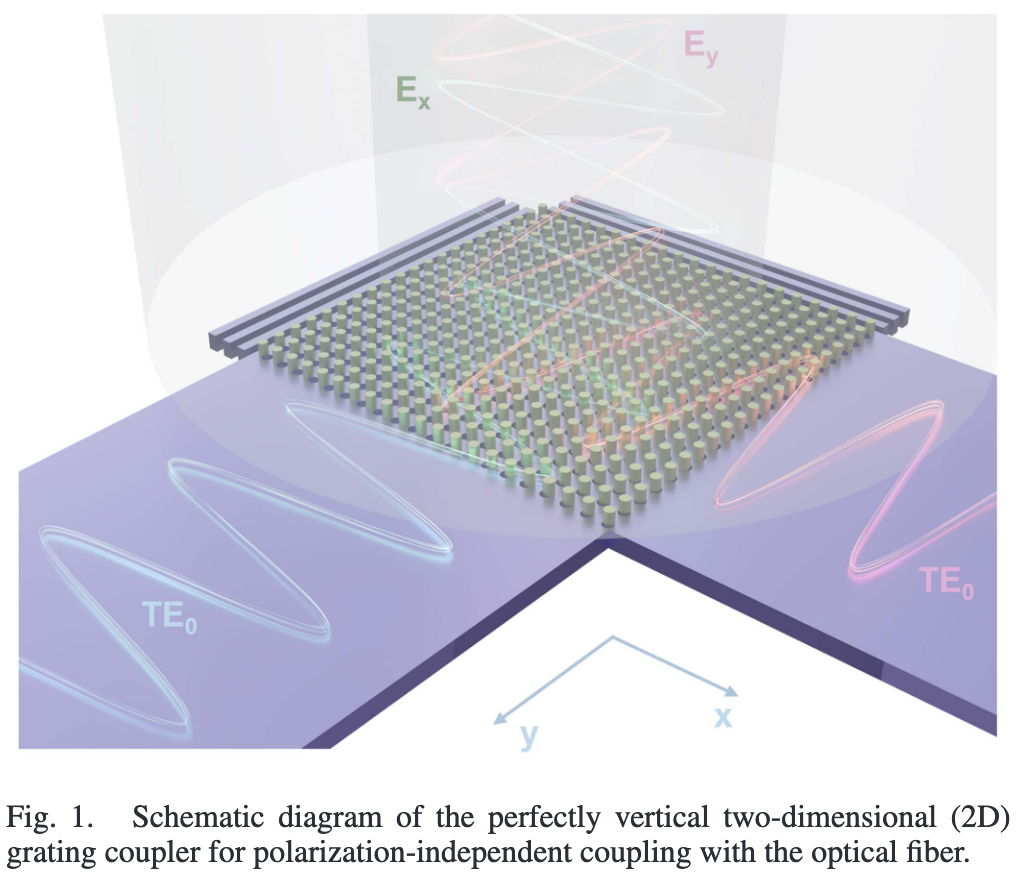 E_y
E_x
TE_0
TE_0
x
y
Fig. 1. Schematic diagram of the perfectly vertical two-dimensional (2D)
grating coupler for polarization-independent coupling with the optical fiber.